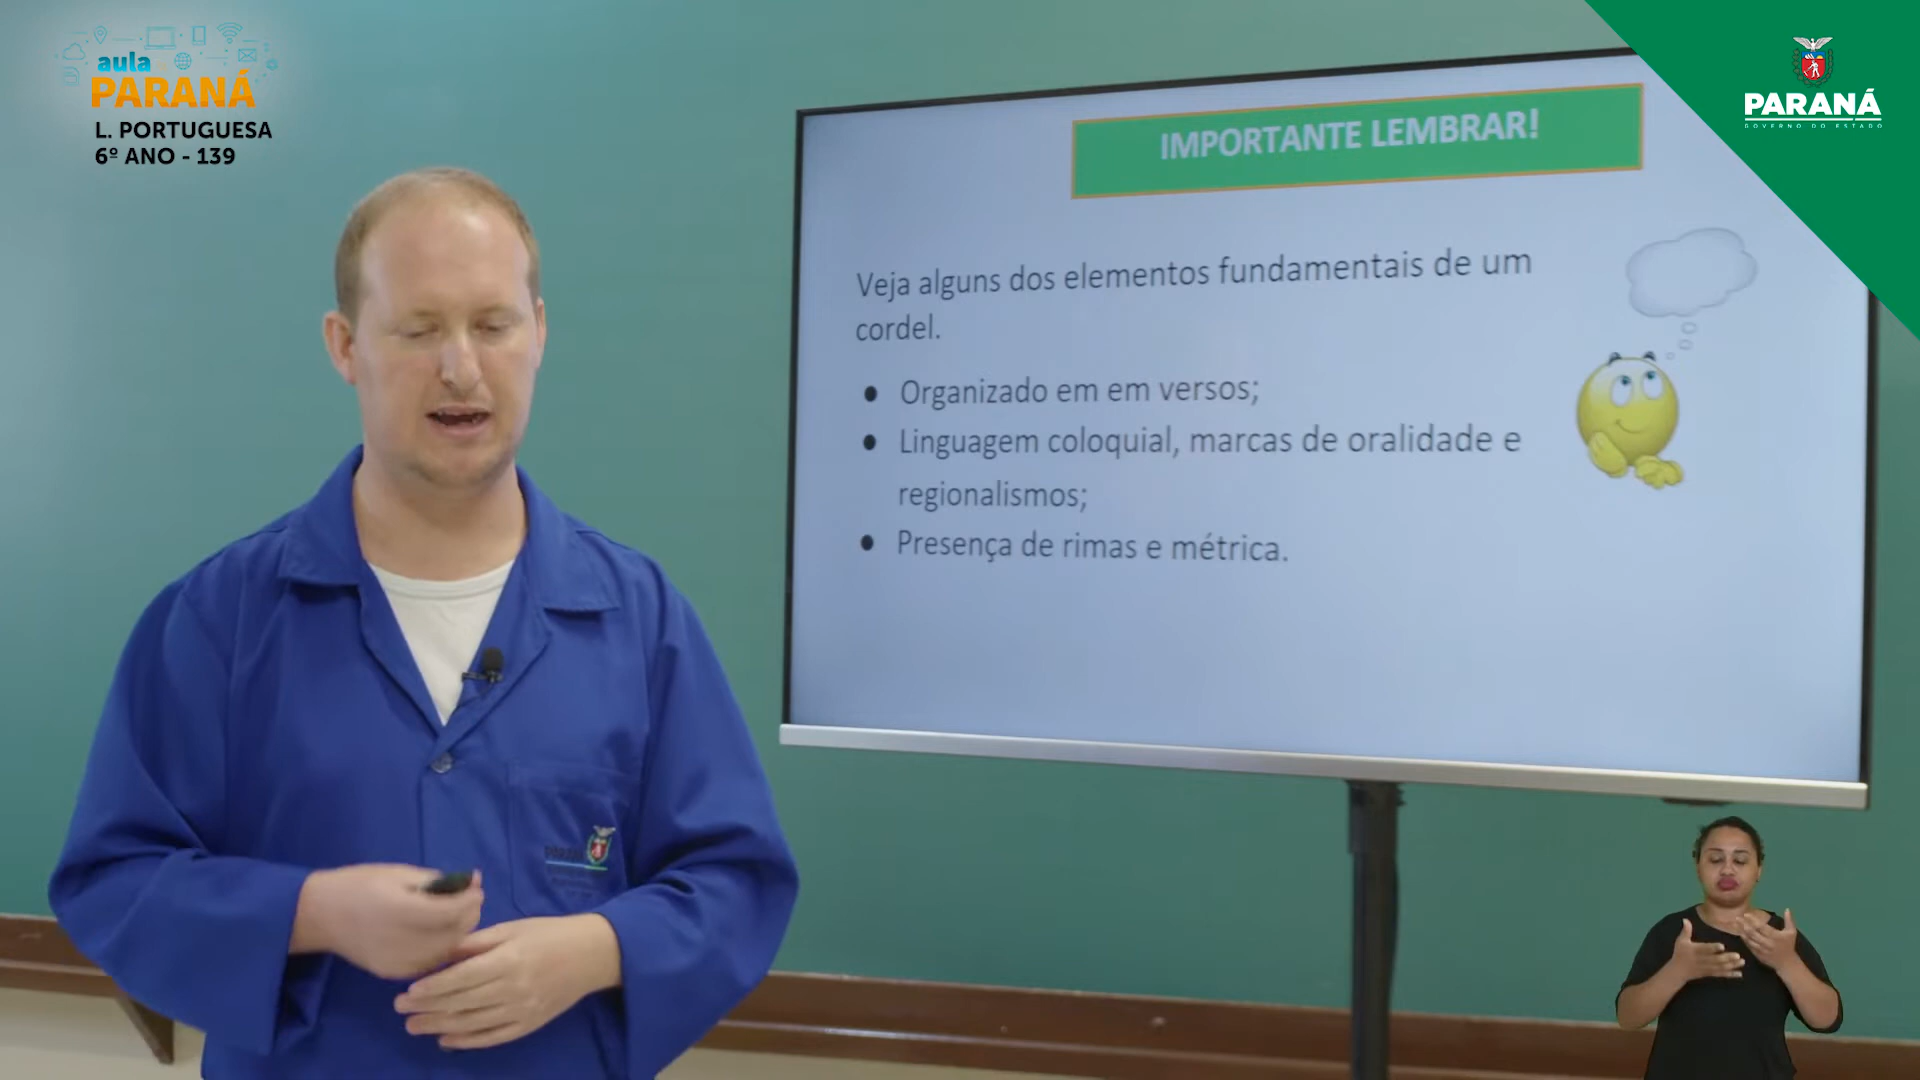 aula
PARANÁ
L. PORTUGUESA
6º ANO - 139
PARANÁ
GOVERNO DO ESTADO
IMPORTANTE LEMBRAR!
Veja alguns dos elementos fundamentais de um
cordel.
● Organizado em em versos;
● Linguagem coloquial, marcas de oralidade e
regionalismos;
● Presença de rimas e métrica.